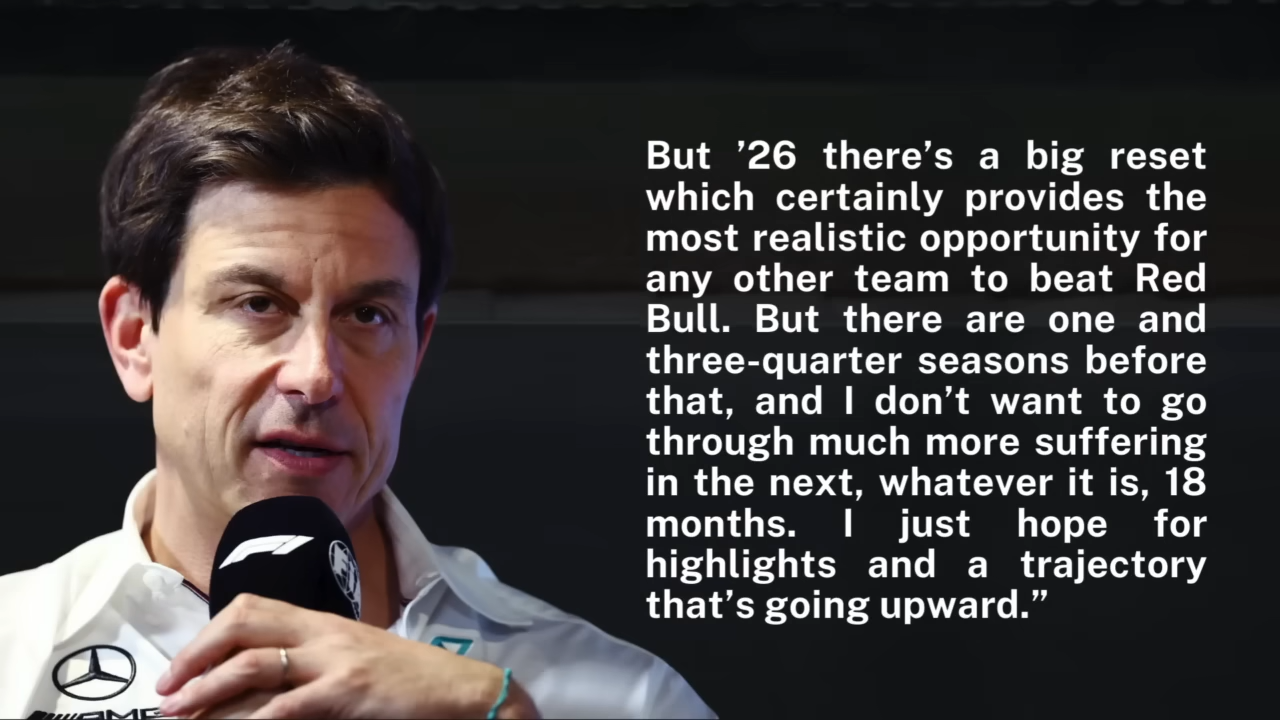 But ’26 there’s a big reset
which certainly provides the
most realistic opportunity for
any other team to beat Red
Bull. But there are one and
three-quarter seasons before
that, and I don’t want to go
through much more suffering
in the next, whatever it is, 18
months. I just hope for
highlights and a trajectory
that’s going upward.”
F1
AMG